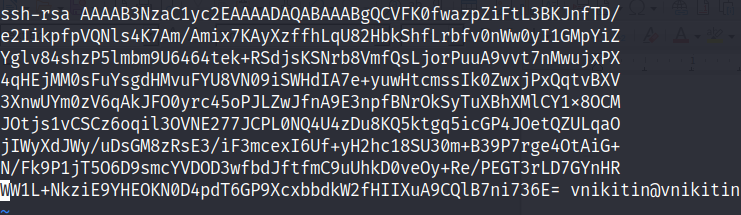 ssh-rsa AAAAB3NzaC1yc2EAAAADAQABAAABgQCVFK0fwazpZiFtL3BKJnfTD/
e2IikpfpVQNls4K7Am/Amix7KAyXzffhLqU82HbkShfLrbfv0nWw0yI1GMpYiZ
Yglv84shzP5lmbm9U6464tek+RSdjsKSNrb8VmfQsLjorPuuA9vvt7nMwujxPX
4qHEjMM0sFuYsgdHMvuFYU8VN09iSWHdIA7e+yuwHtcmssIk0ZwxjPxQqtvBXV
3XnwUYm0zV6qAkJFO0yrc45oPJLZwJfnA9E3npfBNrOkSyTuXBhXMlCY1×8OCM
JOtjs1vCSCz6oqil3OVNE277JCPL0NQ4U4zDu8KQ5ktgq5icGP4JOetQZULqaO
jIWyXdJWy/uDsGM8zRsE3/iF3mcexI6Uf+yH2hc18SU30m+B39P7rge4OtAiG+
N/Fk9P1jT5O6D9smcYVDOD3wfbdJftfmC9uUhkD0veOy+Re/PEGT3rLD7GYnHR
WW1L+NkziE9YHEOKN0D4pdT6GP9XcxbbdkW2fHIIXuA9CQlB7ni736E= vnikitin@vnikitin
~